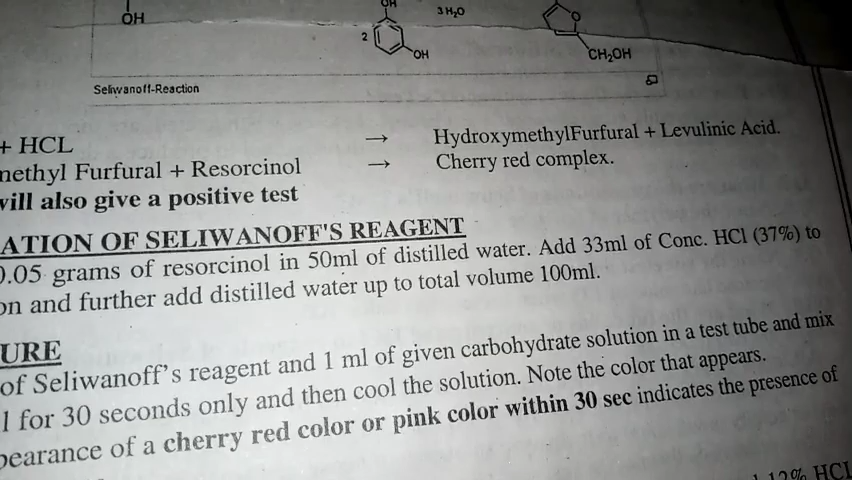 OH
OH
3 H₂O
O
2
OH
CH₂OH
Seliwanoff-Reaction
+ HCL → HydroxymethylFurfural + Levulinic Acid.
methyl Furfural + Resorcinol → Cherry red complex.
will also give a positive test
ATION OF SELIWANOFF'S REAGENT
0.05 grams of resorcinol in 50ml of distilled water. Add 33ml of Conc. HCl (37%) to
on and further add distilled water up to total volume 100ml.
URE
of Seliwanoff's reagent and 1 ml of given carbohydrate solution in a test tube and mix
l for 30 seconds only and then cool the solution. Note the color that appears.
pearance of a cherry red color or pink color within 30 sec indicates the presence of
12% HCL